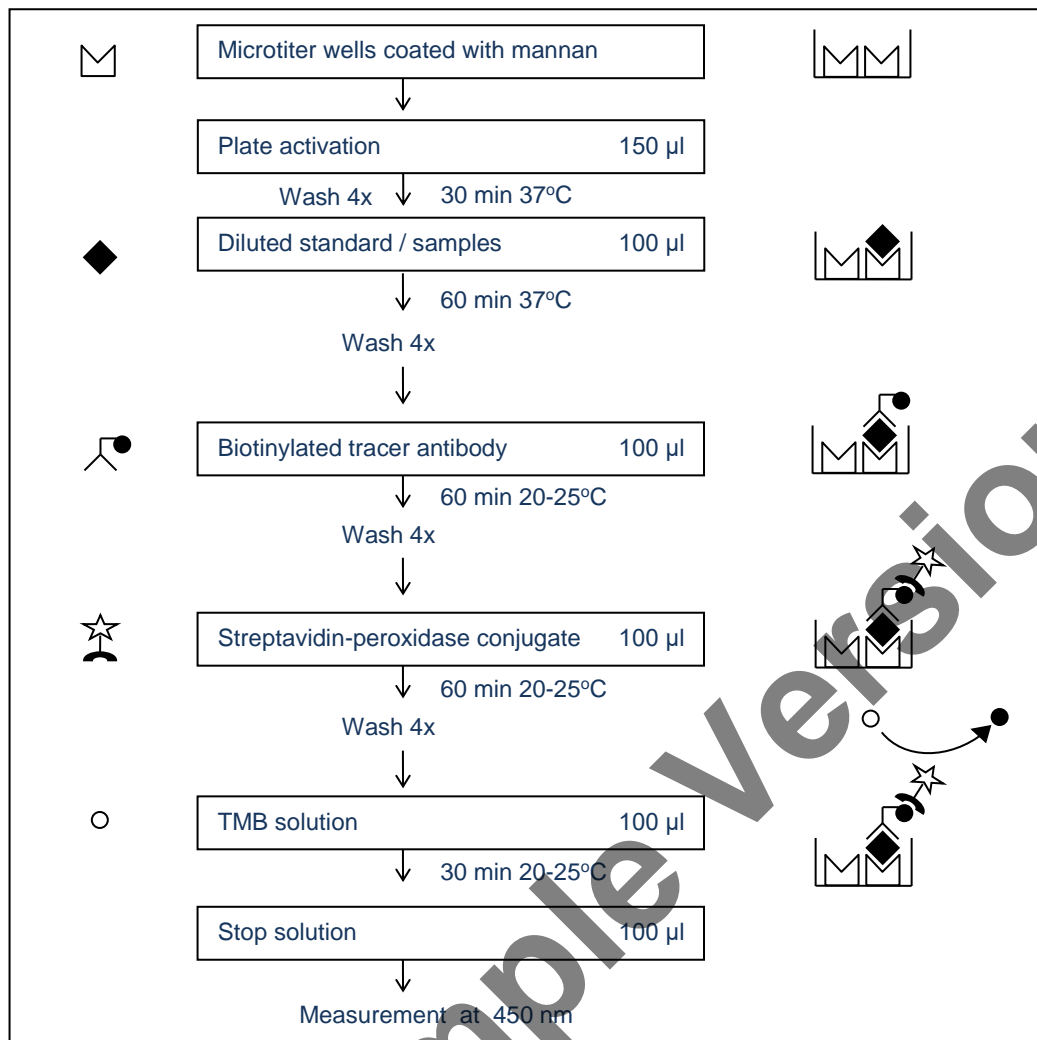 Microtiter wells coated with mannan
Plate activation 150 µl
Wash 4x 30 min 37°C
Diluted standard / samples 100 µl
60 min 37°C
Wash 4x
Biotinylated tracer antibody 100 µl
60 min 20-25°C
Wash 4x
Streptavidin-peroxidase conjugate 100 µl
60 min 20-25°C
Wash 4x
TMB solution 100 µl
30 min 20-25°C
Stop solution 100 µl
Measurement at 450 nm
mple Version